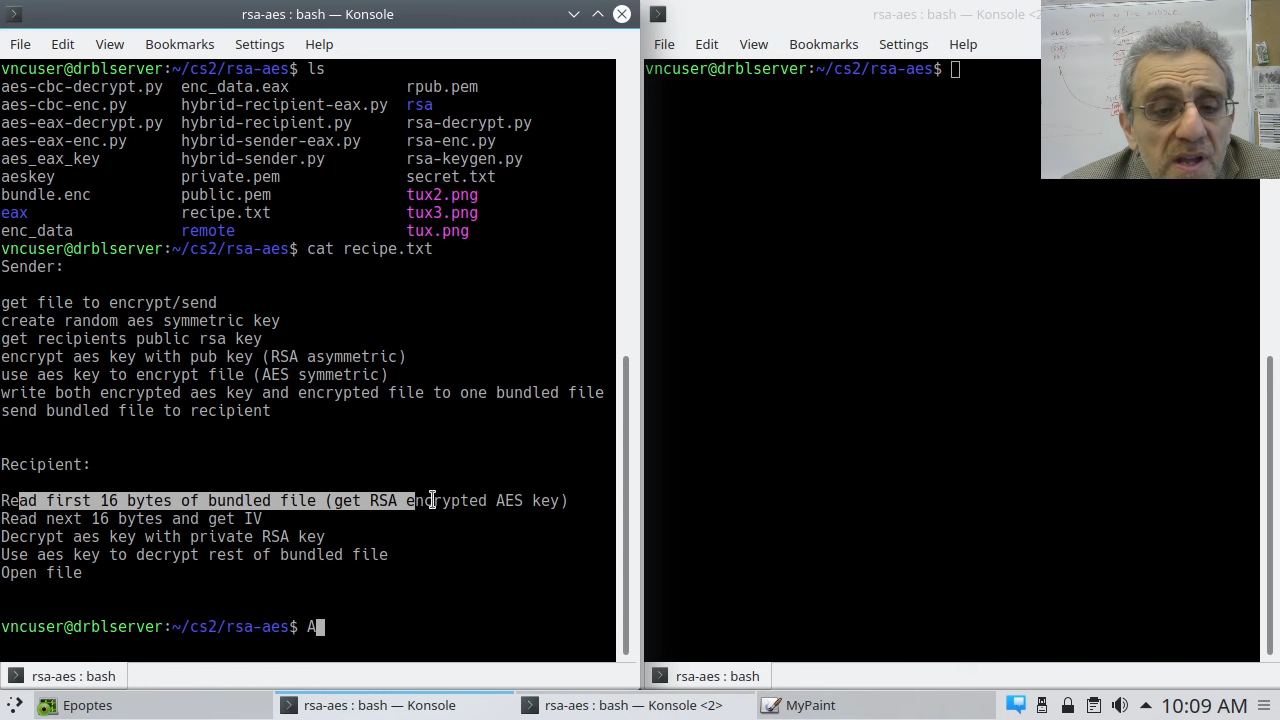 rsa-aes : bash — Konsole
File Edit View Bookmarks Settings Help
vncuser@drblserver:~/cs2/rsa-aes$ ls
aes-cbc-decrypt.py enc_data.eax rpub.pem
aes-cbc-enc.py hybrid-recipient-eax.py rsa
aes-eax-decrypt.py hybrid-recipient.py rsa-decrypt.py
aes-eax-enc.py hybrid-sender-eax.py rsa-enc.py
aes_eax_key hybrid-sender.py rsa-keygen.py
aeskey private.pem secret.txt
bundle.enc public.pem tux2.png
eax recipe.txt tux3.png
enc_data remote tux.png
vncuser@drblserver:~/cs2/rsa-aes$ cat recipe.txt
Sender:
get file to encrypt/send
create random aes symmetric key
get recipients public rsa key
encrypt aes key with pub key (RSA asymmetric)
use aes key to encrypt file (AES symmetric)
write both encrypted aes key and encrypted file to one bundled file
send bundled file to recipient
Recipient:
Read first 16 bytes of bundled file (get RSA encrypted AES key)
Read next 16 bytes and get IV
Decrypt aes key with private RSA key
Use aes key to decrypt rest of bundled file
Open file
vncuser@drblserver:~/cs2/rsa-aes$ A
rsa-aes : bash
rsa-aes : bash — Konsole <2
File Edit View Bookmarks Settings Help
vncuser@drblserver:~/cs2/rsa-aes$
rsa-aes : bash
Epoptes
rsa-aes : bash — Konsole
rsa-aes : bash — Konsole <2>
MyPaint
10:09 AM